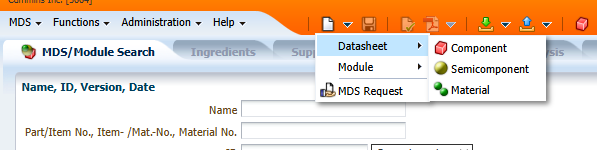 Cummins Inc. [3004]
MDS Functions Administration Help
MDS/Module Search Ingredients
Datasheet Component
Module Semicomponent
MDS Request Material
Name, ID, Version, Date
Name
Part/Item No., Item- /Mat.-No., Material No.